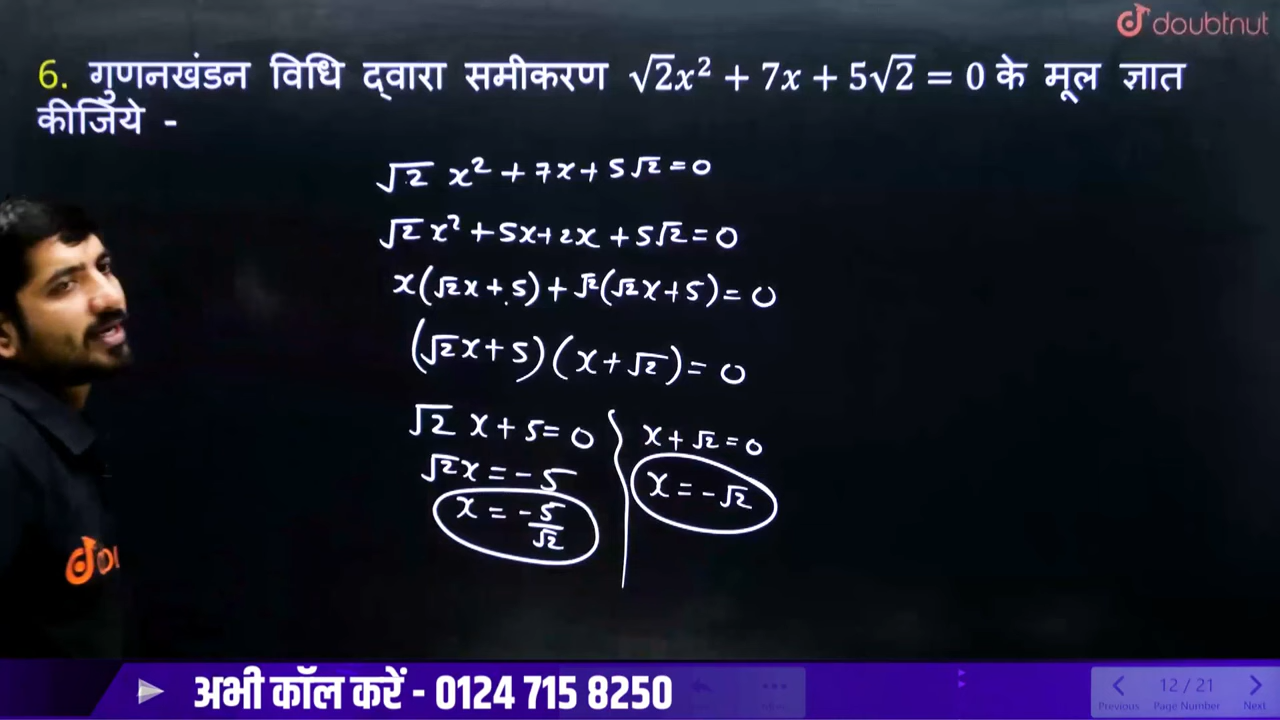 doubtnut
6. गुणनखंडन विधि द्वारा समीकरण √2x² + 7x + 5√2 = 0 के मूल ज्ञात
कीजिये -
√2 x² + 7x + 5√2 = 0
√2 x² + 5x + 2x + 5√2 = 0
x(√2x + 5) + √2(√2x + 5) = 0
(√2x + 5)(x + √2) = 0
√2 x + 5 = 0
√2x = -5
x = -5/√2
x + √2 = 0
x = -√2
अभी कॉल करें - 0124 715 8250
Previous
12 / 21
Page Number
Next